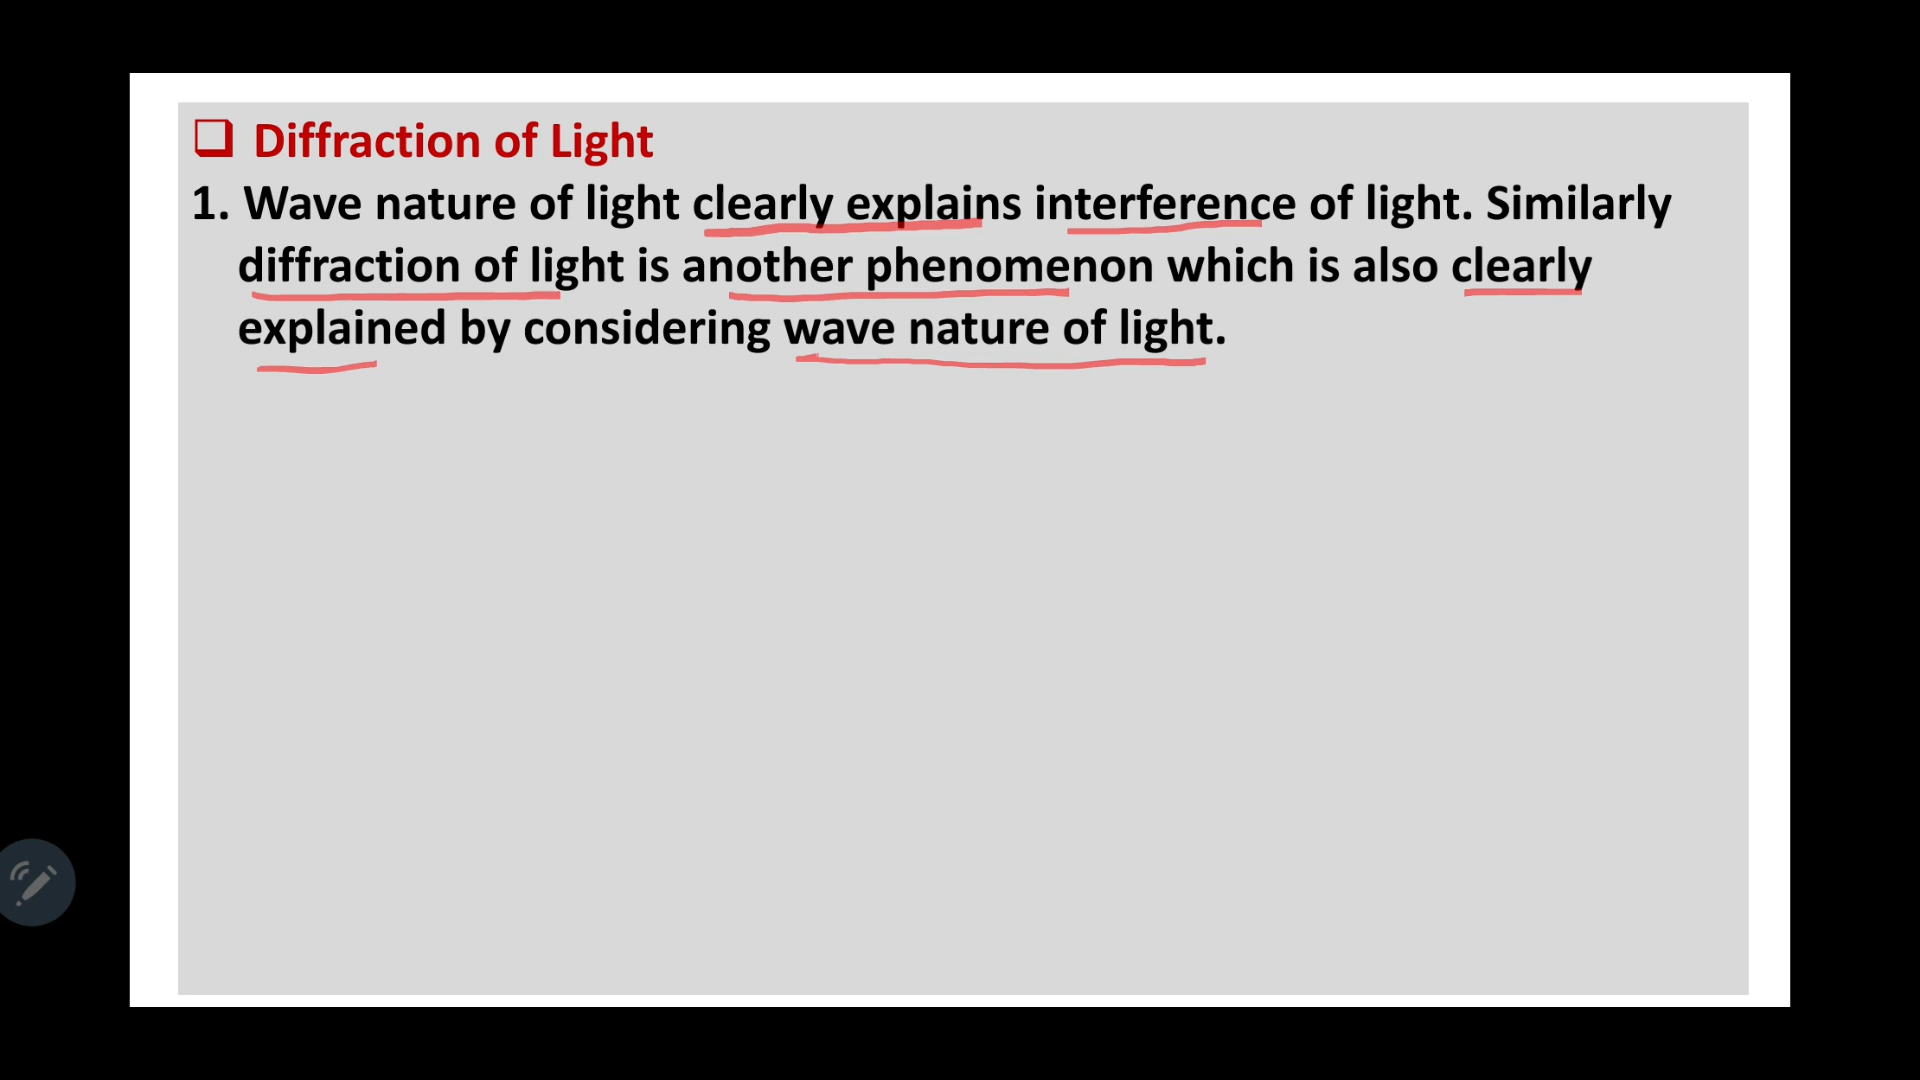 ❑ Diffraction of Light
1. Wave nature of light clearly explains interference of light. Similarly
diffraction of light is another phenomenon which is also clearly
explained by considering wave nature of light.